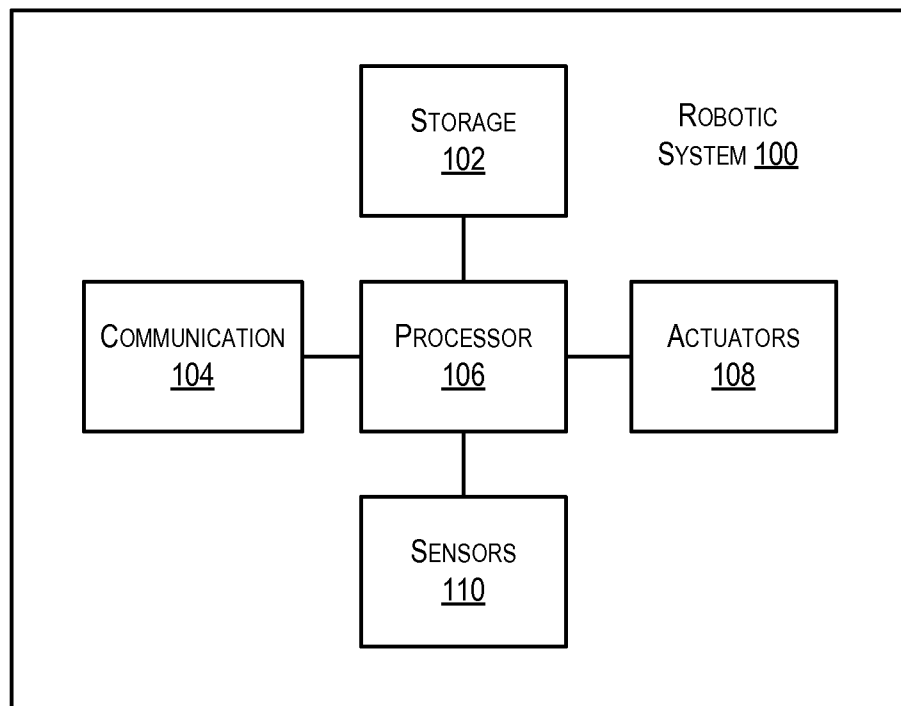 STORAGE
102
ROBOTIC
SYSTEM 100
COMMUNICATION
104
PROCESSOR
106
ACTUATORS
108
SENSORS
110